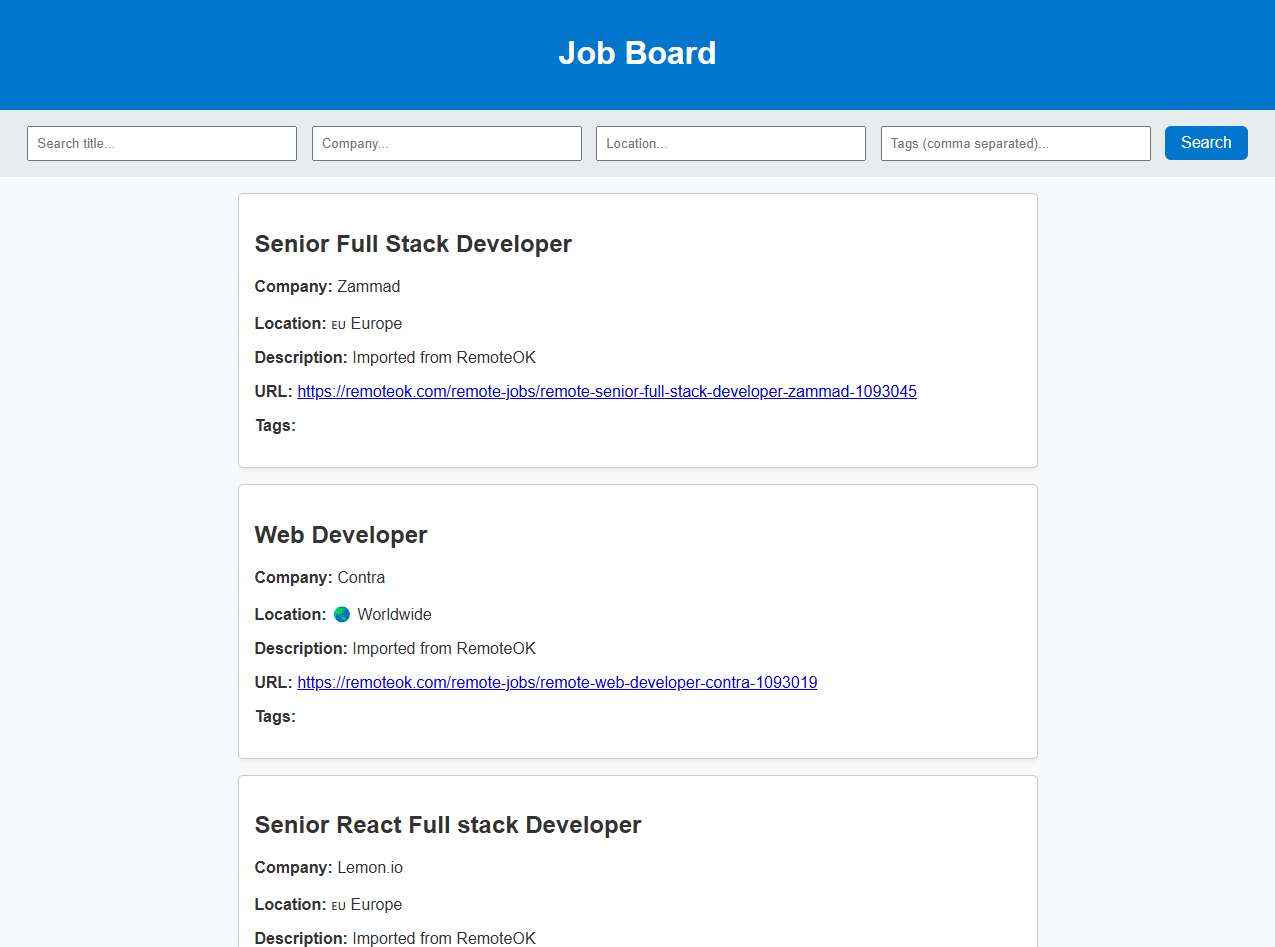 Job Board
Search title... Company... Location... Tags (comma separated)... Search
Senior Full Stack Developer
Company: Zammad
Location: EU Europe
Description: Imported from RemoteOK
URL: https://remoteok.com/remote-jobs/remote-senior-full-stack-developer-zammad-1093045
Tags:
Web Developer
Company: Contra
Location: 🌏 Worldwide
Description: Imported from RemoteOK
URL: https://remoteok.com/remote-jobs/remote-web-developer-contra-1093019
Tags:
Senior React Full stack Developer
Company: Lemon.io
Location: EU Europe
Description: Imported from RemoteOK